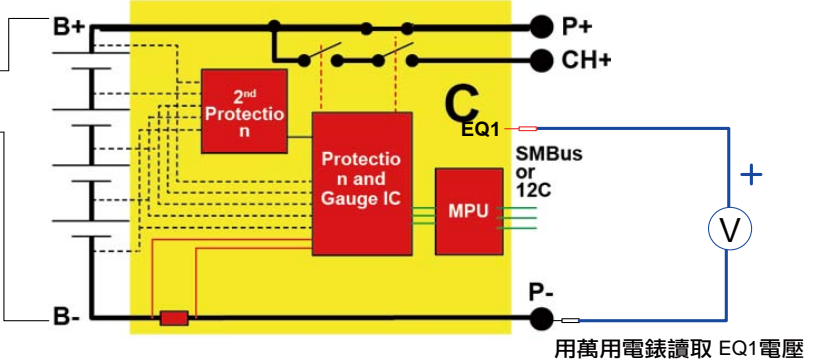 B+
P+
CH+
2nd
Protectio
n
C
EQ1
Protectio
n and
Gauge IC
SMBus
or
12C
MPU
+
V
P-
B-
用萬用電錶讀取 EQ1電壓